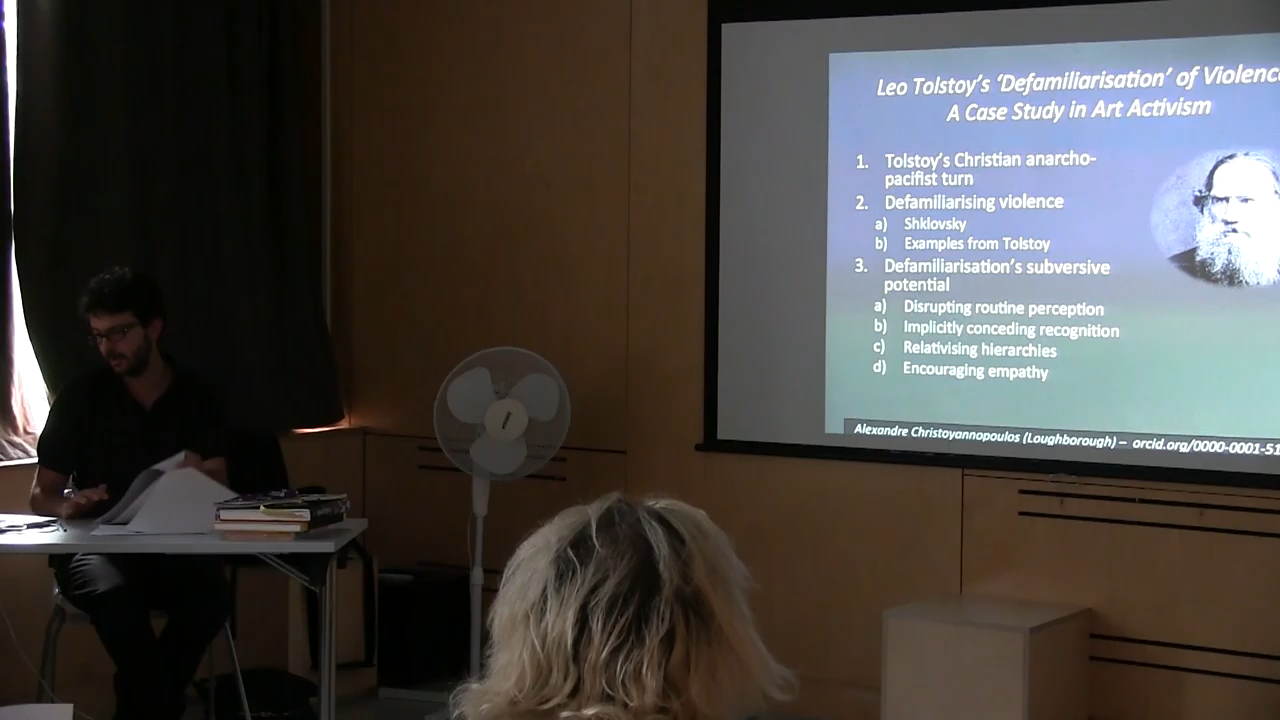 Leo Tolstoy's 'Defamiliarisation' of Violence
A Case Study in Art Activism
1. Tolstoy's Christian anarcho-
pacifist turn
2. Defamiliarising violence
a) Shklovsky
b) Examples from Tolstoy
3. Defamiliarisation's subversive
potential
a) Disrupting routine perception
b) Implicitly conceding recognition
c) Relativising hierarchies
d) Encouraging empathy
Alexandre Christoyannopoulos (Loughborough) – orcid.org/0000-0001-51